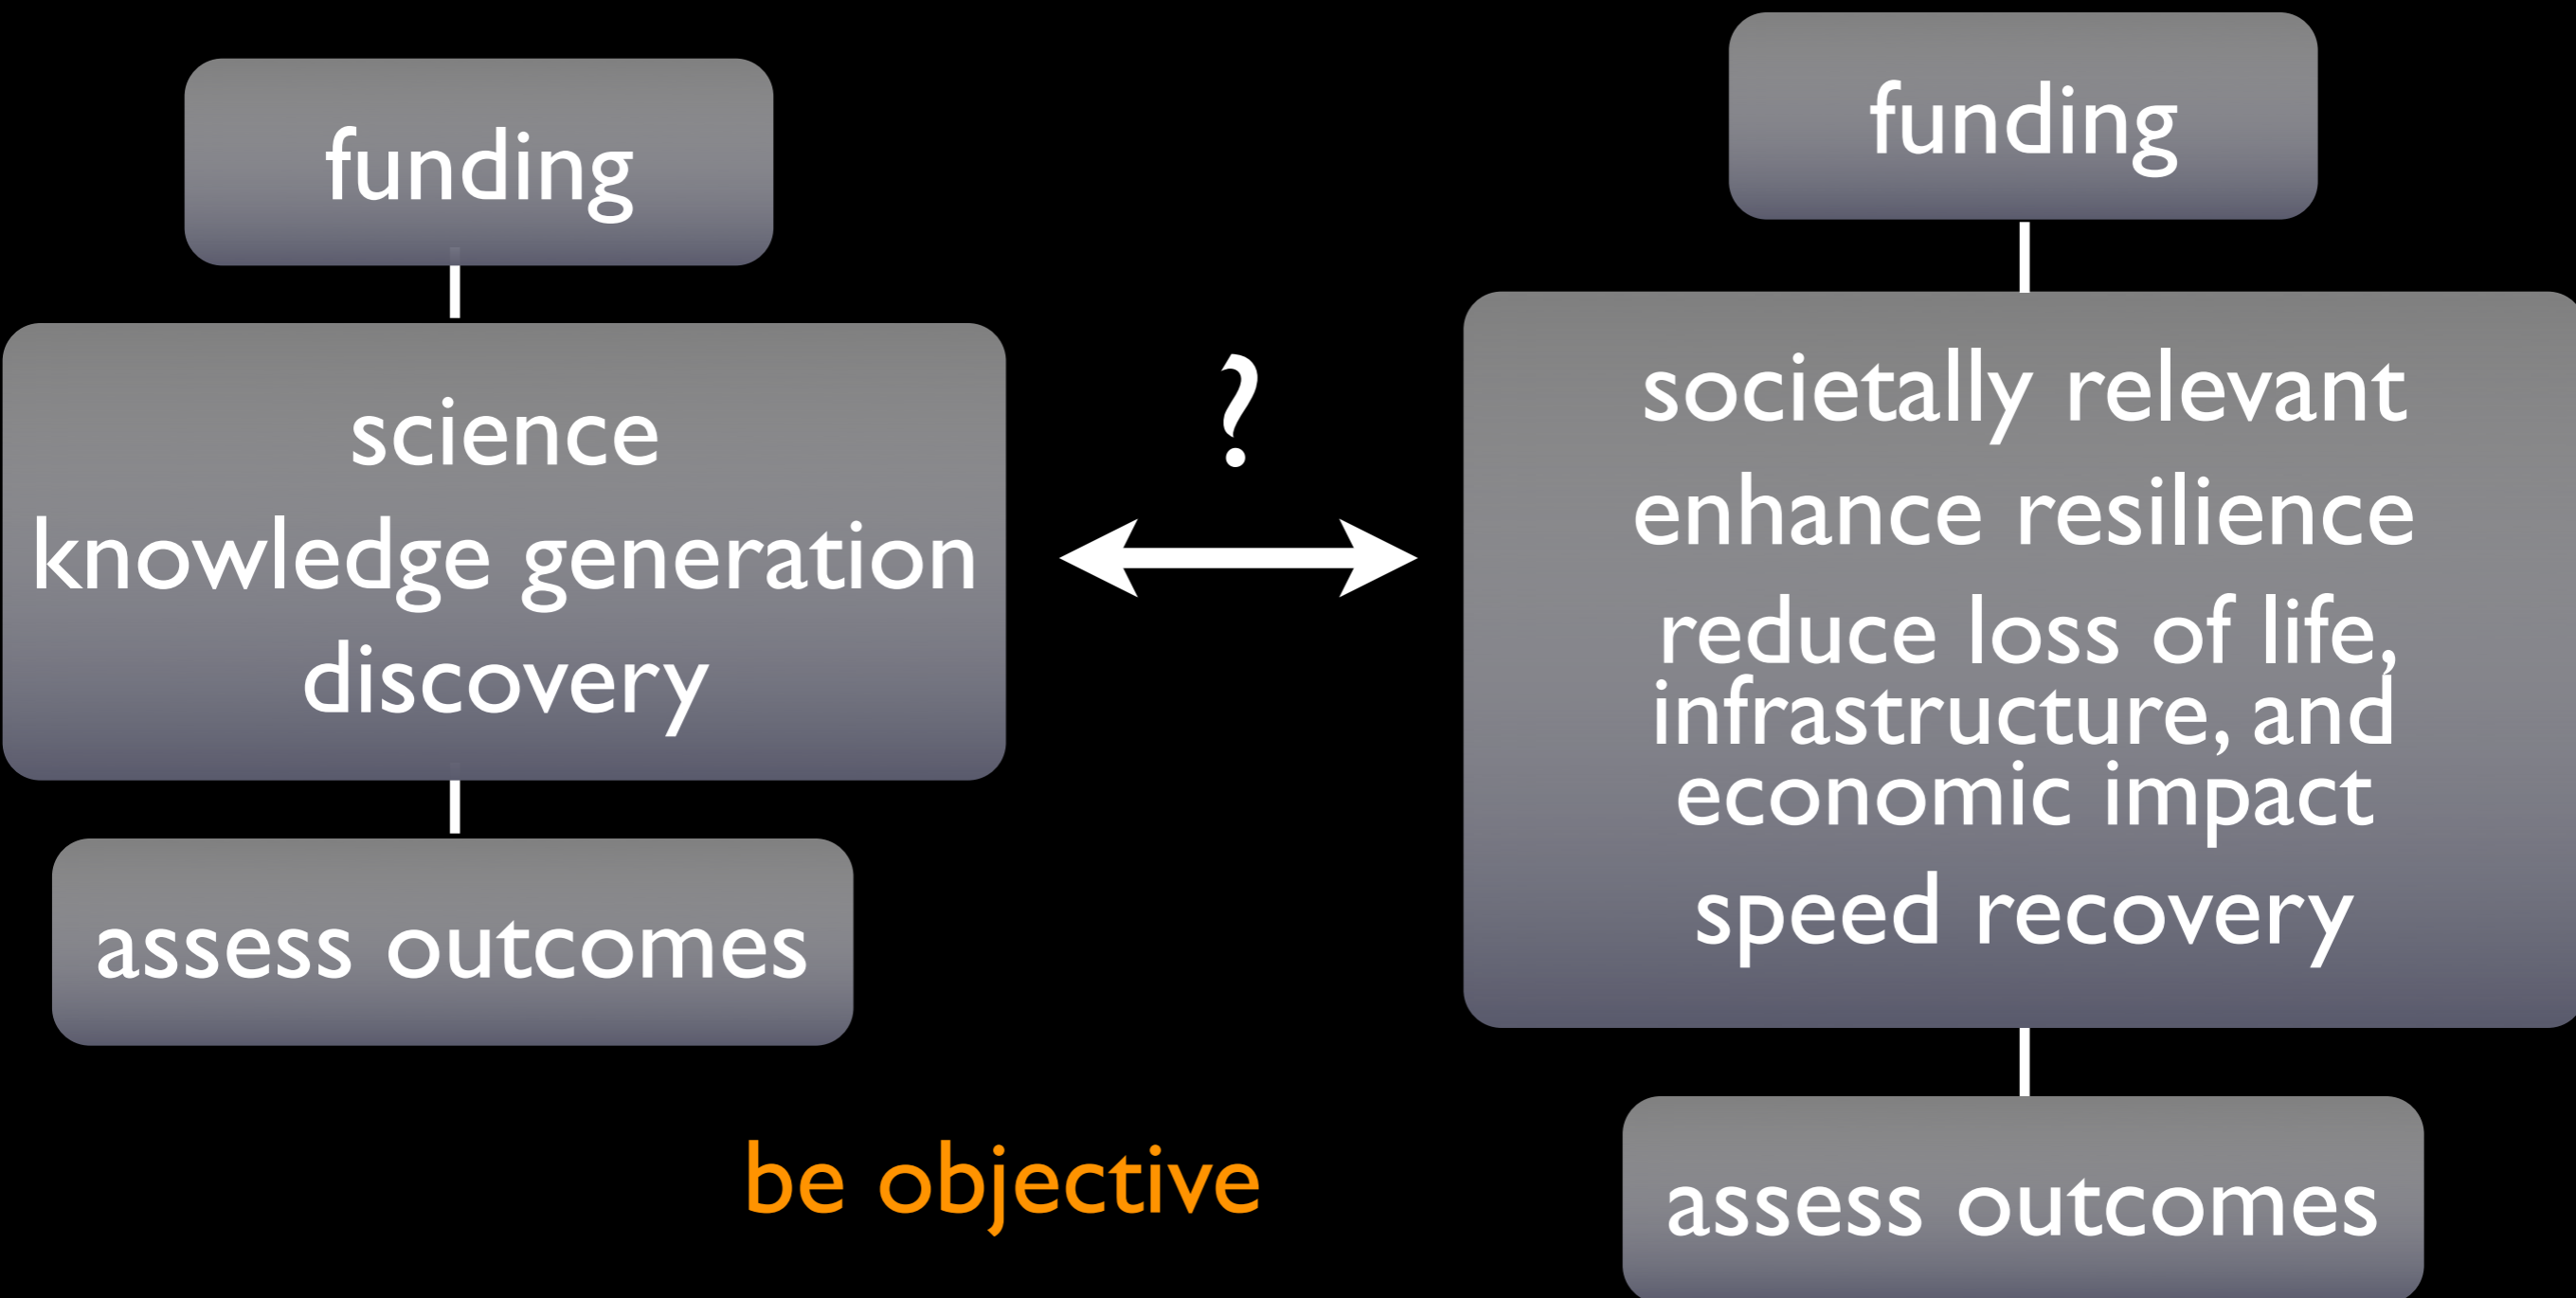 funding
science
knowledge generation
discovery
assess outcomes
?
be objective
funding
societally relevant
enhance resilience
reduce loss of life,
infrastructure, and
economic impact
speed recovery
assess outcomes